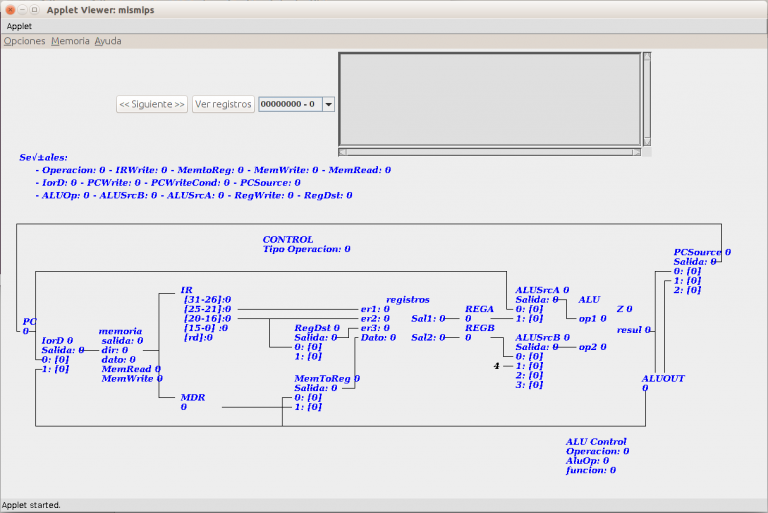 Applet Viewer: mismips
Applet
Opciones Memoria Ayuda
<< Siguiente >> Ver registros 00000000 - 0
Se√±ales:
- Operacion: 0 - IRWrite: 0 - MemtoReg: 0 - MemWrite: 0 - MemRead: 0
- IorD: 0 - PCWrite: 0 - PCWriteCond: 0 - PCSource: 0
- ALUOp: 0 - ALUSrcB: 0 - ALUSrcA: 0 - RegWrite: 0 - RegDst: 0
CONTROL
Tipo Operacion: 0
PCSource 0
Salida: 0
0: [0]
1: [0]
2: [0]
PC
0
IorD 0
Salida: 0
0: [0]
1: [0]
memoria
salida: 0
dir: 0
dato: 0
MemRead 0
MemWrite 0
IR
[31-26]:0
[25-21]:0
[20-16]:0
[15-0] :0
[rd]:0
MDR
0
RegDst 0
Salida: 0
0: [0]
1: [0]
MemToReg 0
Salida: 0
0: [0]
1: [0]
registros
er1: 0
er2: 0
er3: 0
Dato: 0
Sal1: 0
Sal2: 0
REGA
0
REGB
0
ALUSrcA 0
Salida: 0
0: [0]
1: [0]
ALUSrcB 0
Salida: 0
0: [0]
4
1: [0]
2: [0]
3: [0]
ALU
op1 0
op2 0
Z 0
resul 0
ALUOUT
0
ALU Control
Operacion: 0
AluOp: 0
funcion: 0
Applet started.